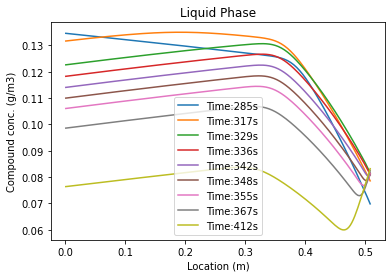 Liquid Phase
Compound conc. (g/m3)
0.13
0.12
0.11
0.10
0.09
0.08
0.07
0.06
Time:285s
Time:317s
Time:329s
Time:336s
Time:342s
Time:348s
Time:355s
Time:367s
Time:412s
0.0 0.1 0.2 0.3 0.4 0.5
Location (m)